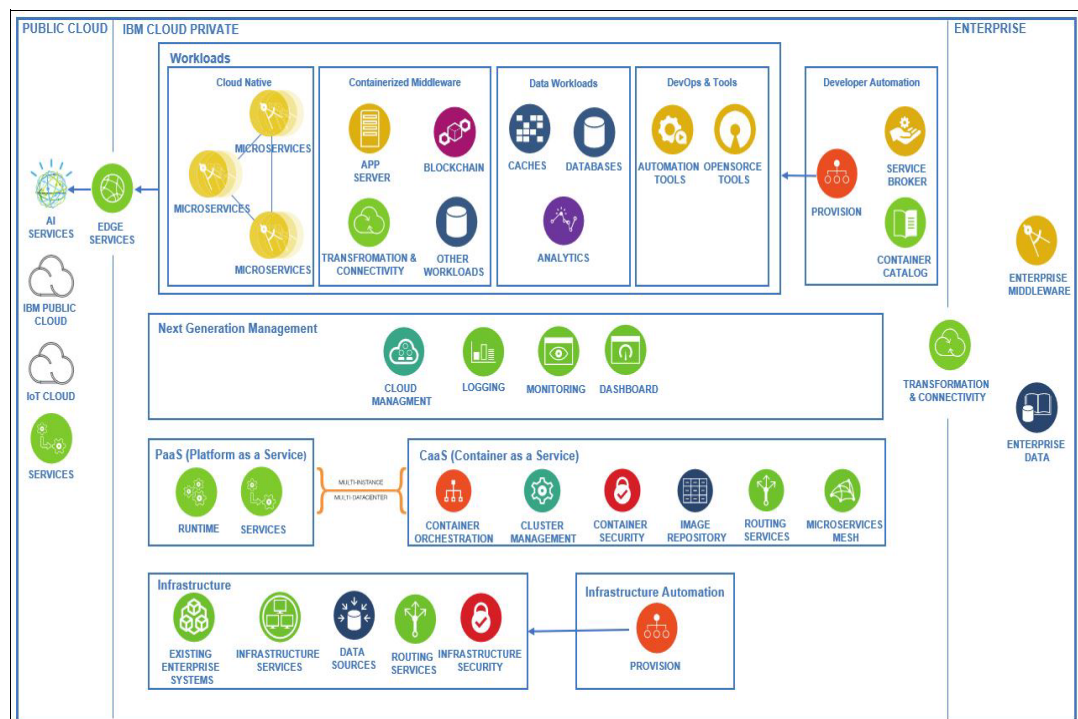 PUBLIC CLOUD
IBM CLOUD PRIVATE
ENTERPRISE
Workloads
Cloud Native
MICROSERVICES
MICROSERVICES
MICROSERVICES
Containerized Middleware
APP
SERVER
BLOCKCHAIN
TRANSFROMATION &
CONNECTIVITY
OTHER
WORKLOADS
Data Workloads
CACHES
DATABASES
ANALYTICS
DevOps & Tools
AUTOMATION
TOOLS
OPENSORCE
TOOLS
Developer Automation
PROVISION
SERVICE
BROKER
CONTAINER
CATALOG
AI
SERVICES
EDGE
SERVICES
IBM PUBLIC
CLOUD
IoT CLOUD
SERVICES
ENTERPRISE
MIDDLEWARE
TRANSFORMATION
& CONNECTIVITY
ENTERPRISE
DATA
Next Generation Management
CLOUD
MANAGMENT
LOGGING
MONITORING
DASHBOARD
PaaS (Platform as a Service)
RUNTIME
SERVICES
MULTI-INSTANCE
MULTI-DATACENTER
CaaS (Container as a Service)
CONTAINER
ORCHESTRATION
CLUSTER
MANAGEMENT
CONTAINER
SECURITY
IMAGE
REPOSITORY
ROUTING
SERVICES
MICROSERVICES
MESH
Infrastructure
EXISTING
ENTERPRISE
SYSTEMS
INFRASTRUCTURE
SERVICES
DATA
SOURCES
ROUTING
SERVICES
INFRASTRUCTURE
SECURITY
Infrastructure Automation
PROVISION